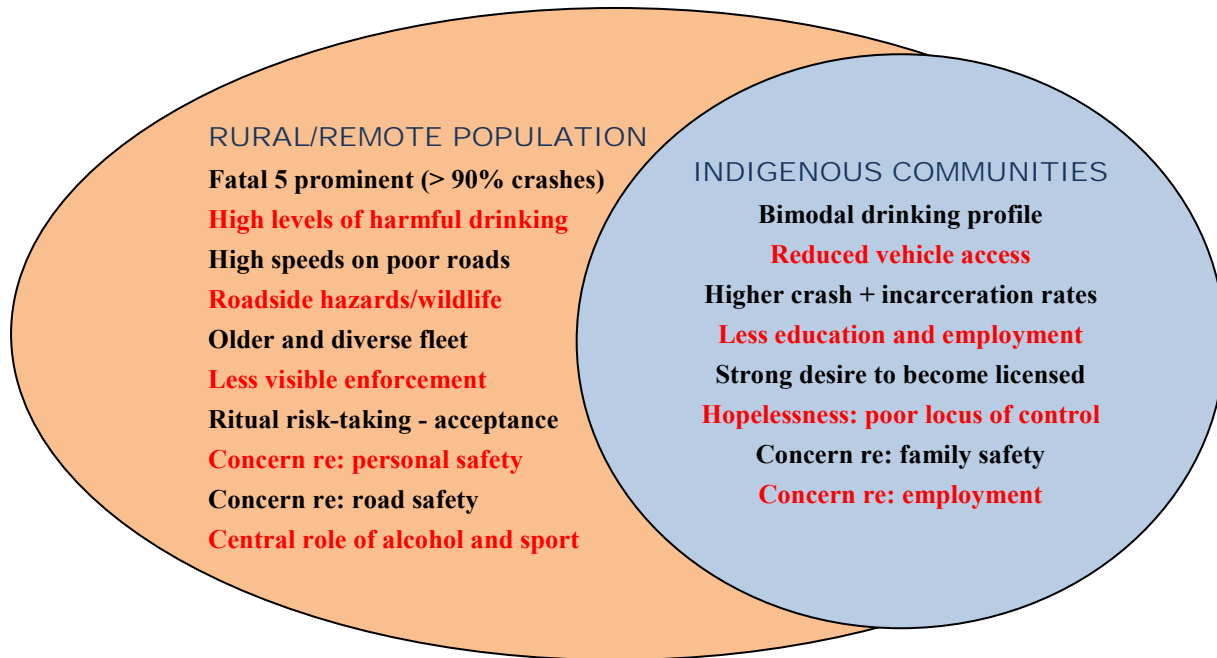 RURAL/REMOTE POPULATION
Fatal 5 prominent (> 90% crashes)
High levels of harmful drinking
High speeds on poor roads
Roadside hazards/wildlife
Older and diverse fleet
Less visible enforcement
Ritual risk-taking - acceptance
Concern re: personal safety
Concern re: road safety
Central role of alcohol and sport
INDIGENOUS COMMUNITIES
Bimodal drinking profile
Reduced vehicle access
Higher crash + incarceration rates
Less education and employment
Strong desire to become licensed
Hopelessness: poor locus of control
Concern re: family safety
Concern re: employment